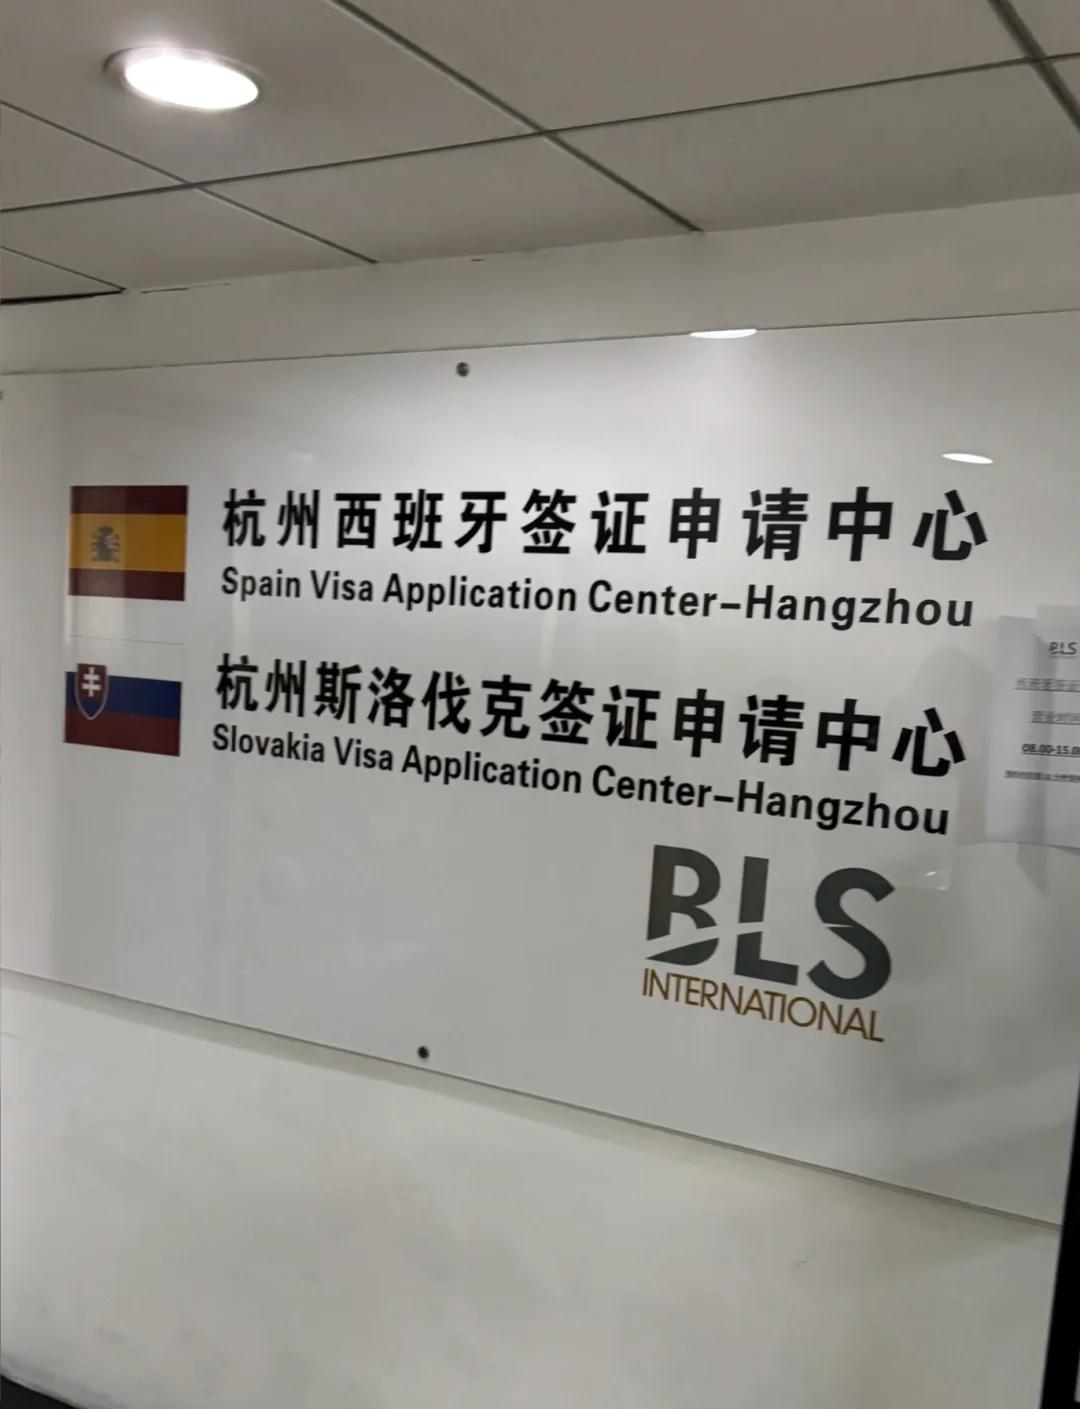 杭州西班牙签证申请中心
Spain Visa Application Center-Hangzhou
杭州斯洛伐克签证申请中心
Slovakia Visa Application Center-Hangzhou
BLS
INTERNATIONAL
BLS
08.00-15.0